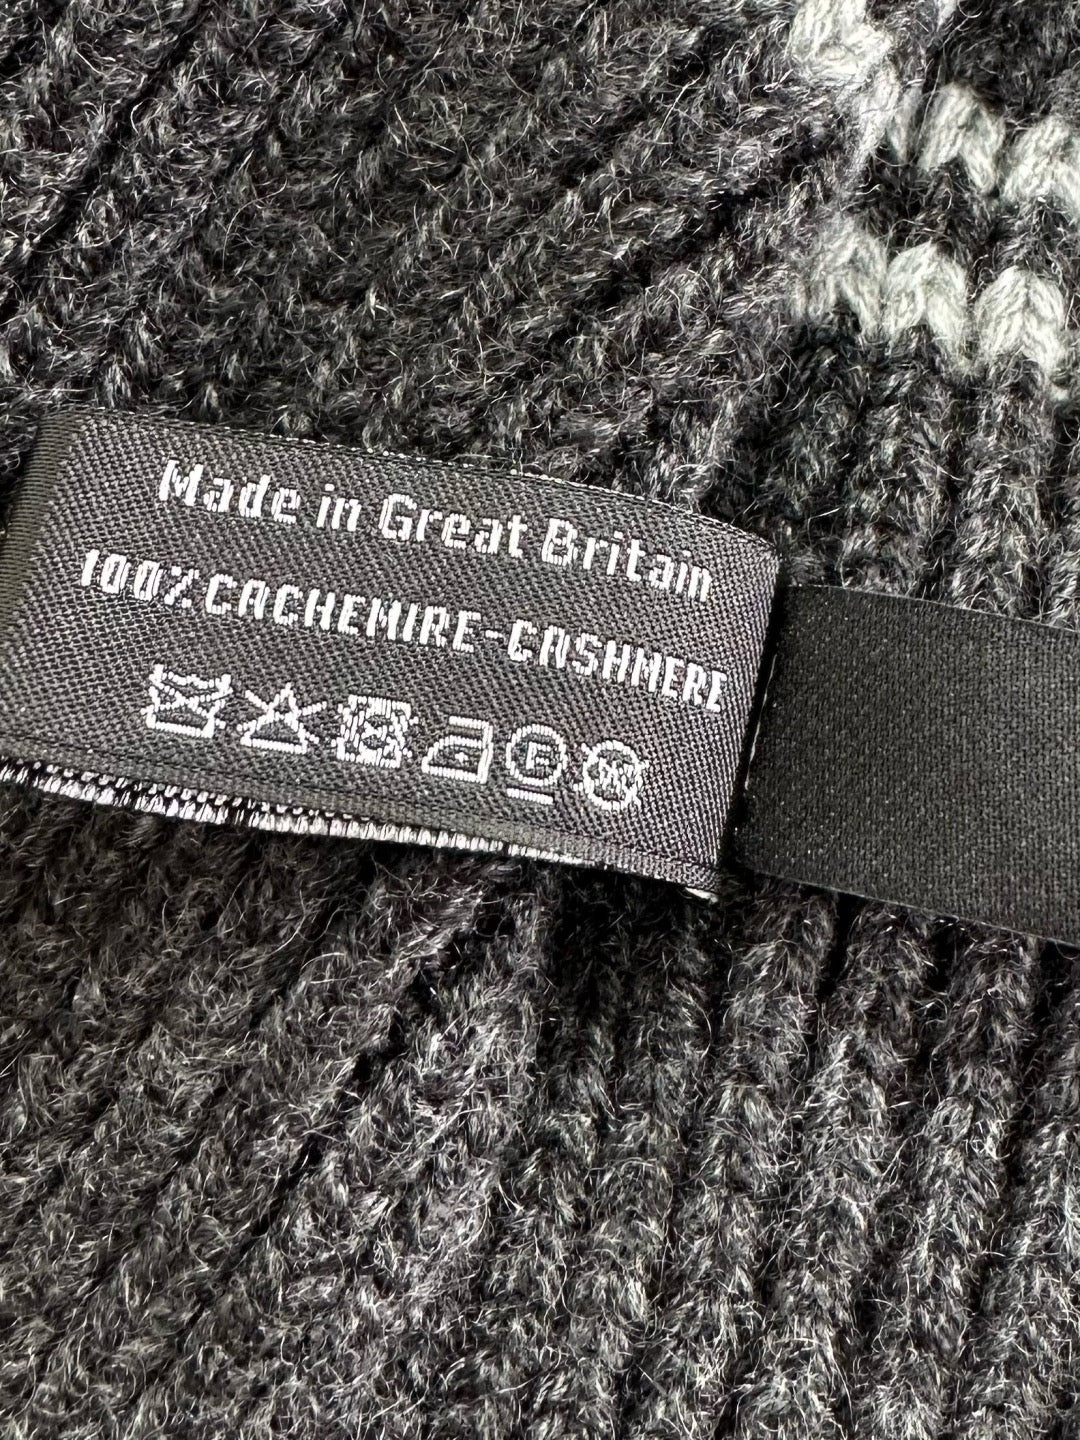 Made in Great Britain
100% CACHEMIRE-CASHMERE